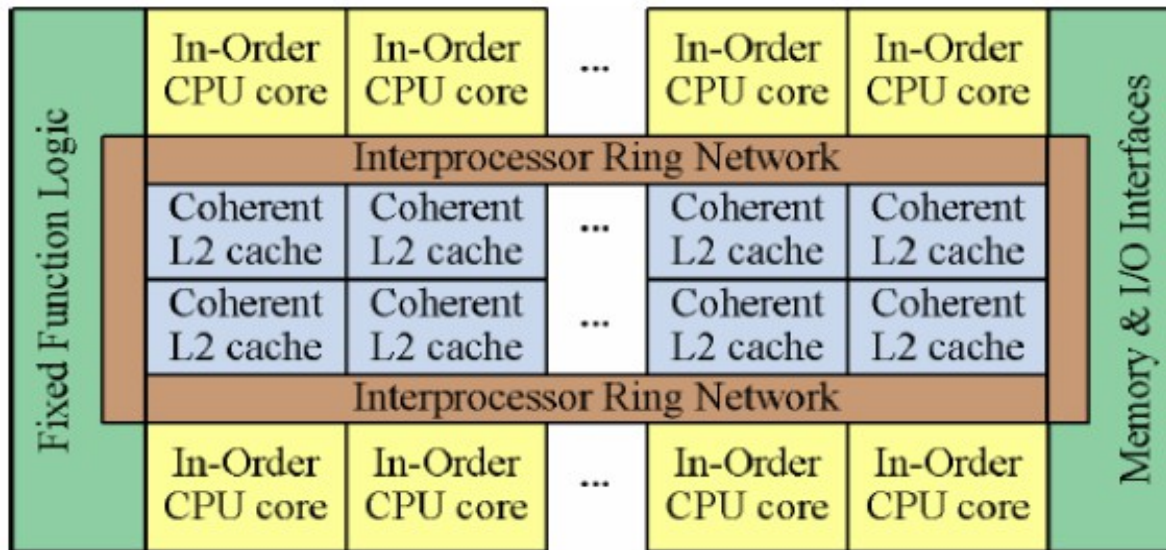 Fixed Function Logic
In-Order
CPU core
In-Order
CPU core
...
In-Order
CPU core
In-Order
CPU core
Interprocessor Ring Network
Coherent
L2 cache
Coherent
L2 cache
...
Coherent
L2 cache
Coherent
L2 cache
Coherent
L2 cache
Coherent
L2 cache
...
Coherent
L2 cache
Coherent
L2 cache
Interprocessor Ring Network
In-Order
CPU core
In-Order
CPU core
...
In-Order
CPU core
In-Order
CPU core
Memory & I/O Interfaces